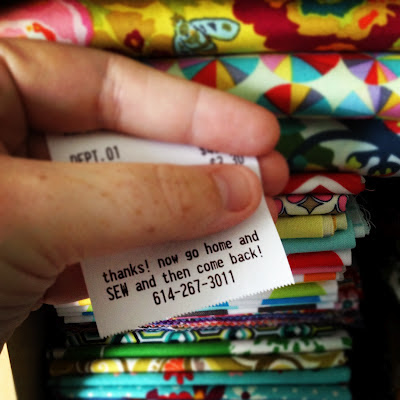 DEPT.01
thanks! now go home and
SEW and then come back!
614-267-3011